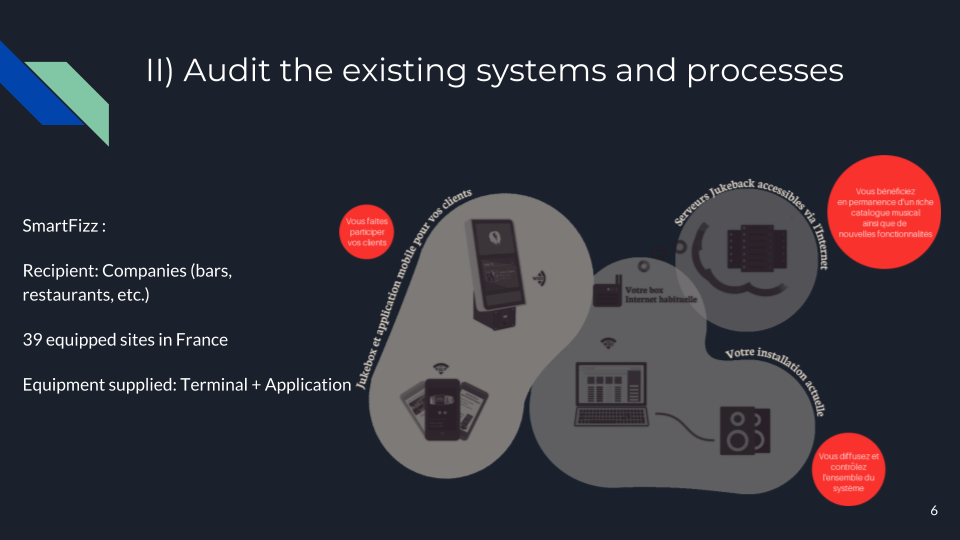 II) Audit the existing systems and processes
SmartFizz :
Recipient: Companies (bars,
restaurants, etc.)
39 equipped sites in France
Equipment supplied: Terminal + Application
Vous faites
participer
vos clients
Jukebox et application mobile pour vos clients
Serveurs Jukeback accessibles via l'Internet
Vous bénéficiez
en permanence d'un riche
catalogue musical
ainsi que de
nouvelles fonctionnalités
Votre box
Internet habituelle
Votre installation actuelle
Vous diffusez et
contrôlez
l'ensemble du
système
6